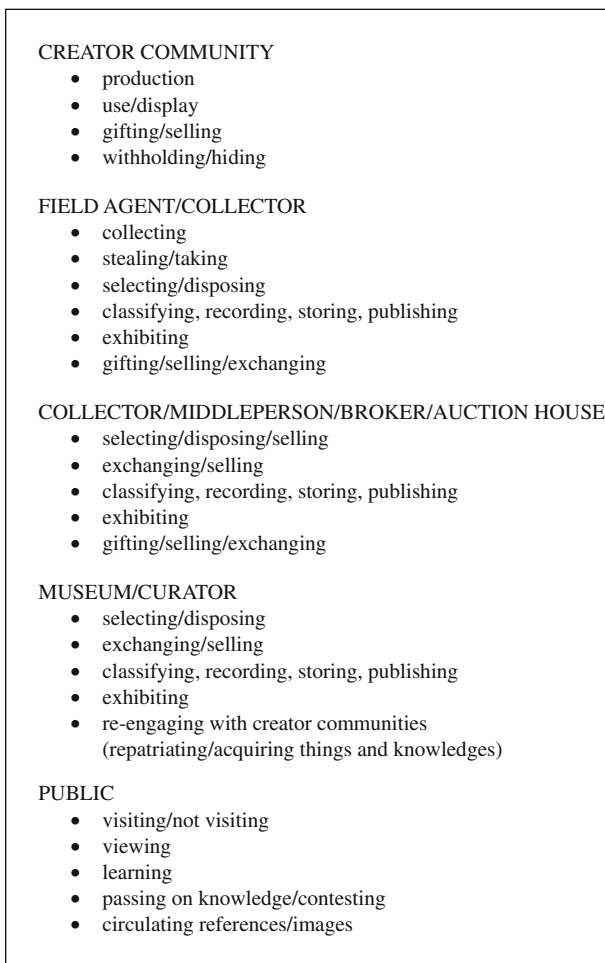 CREATOR COMMUNITY
• production
• use/display
• gifting/selling
• withholding/hiding
FIELD AGENT/COLLECTOR
• collecting
• stealing/taking
• selecting/disposing
• classifying, recording, storing, publishing
• exhibiting
• gifting/selling/exchanging
COLLECTOR/MIDDLEPERSON/BROKER/AUCTION HOUSE
• selecting/disposing/selling
• exchanging/selling
• classifying, recording, storing, publishing
• exhibiting
• gifting/selling/exchanging
MUSEUM/CURATOR
• selecting/disposing
• exchanging/selling
• classifying, recording, storing, publishing
• exhibiting
• re-engaging with creator communities
(repatriating/acquiring things and knowledges)
PUBLIC
• visiting/not visiting
• viewing
• learning
• passing on knowledge/contesting
• circulating references/images